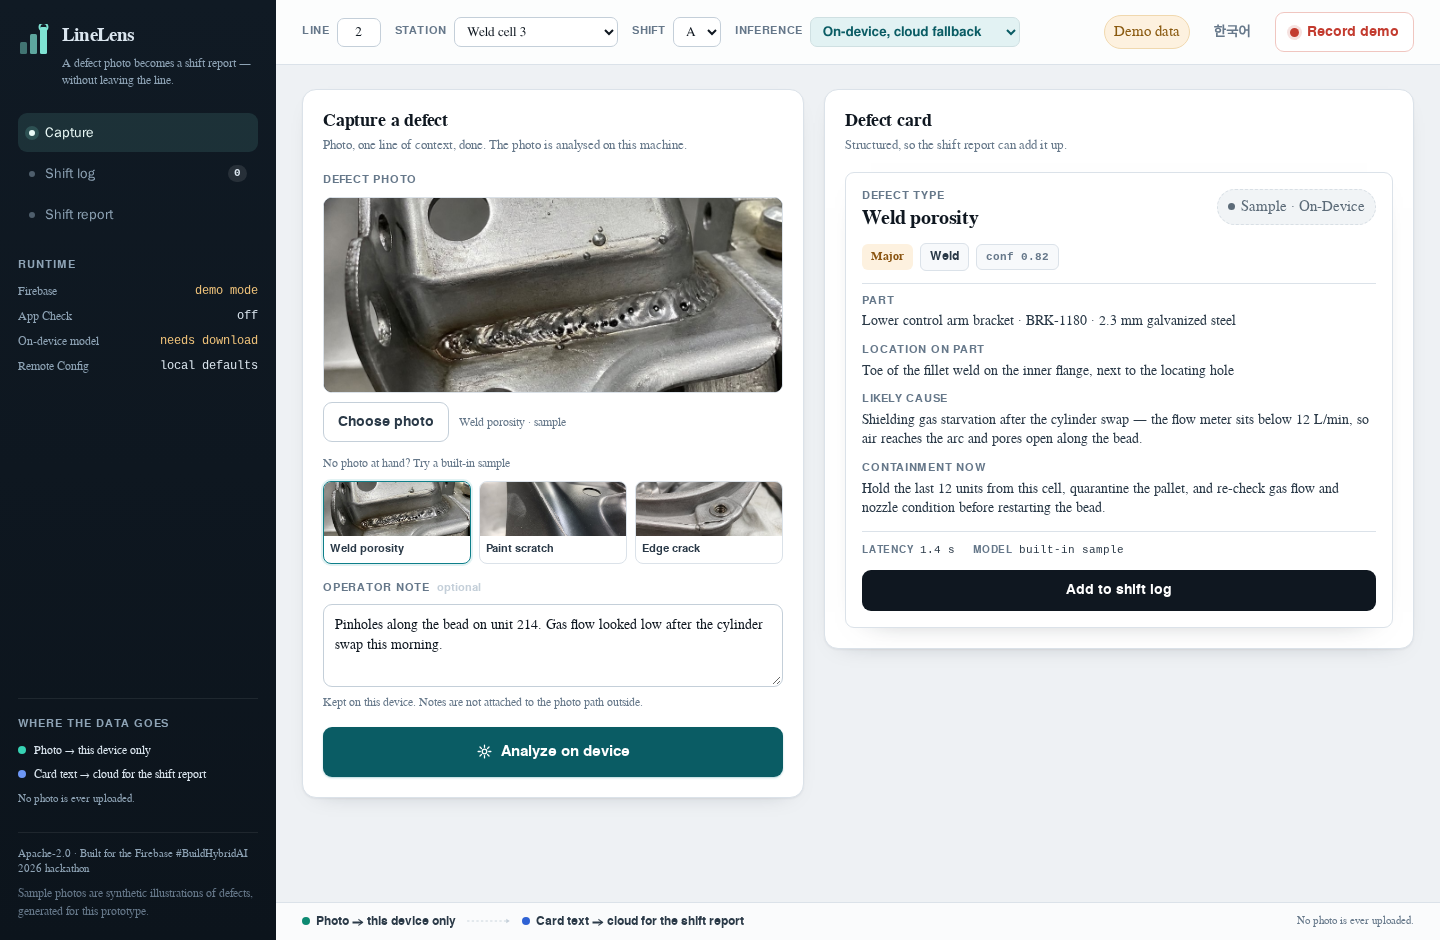 LineLens
A defect photo becomes a shift report —
without leaving the line.
Capture
Shift log 0
Shift report
RUNTIME
Firebase demo mode
App Check off
On-device model needs download
Remote Config local defaults
WHERE THE DATA GOES
Photo → this device only
Card text → cloud for the shift report
No photo is ever uploaded.
Apache-2.0 · Built for the Firebase #BuildHybridAI
2026 hackathon
Sample photos are synthetic illustrations of defects,
generated for this prototype.
LINE 2 STATION Weld cell 3 SHIFT A INFERENCE On-device, cloud fallback Demo data 한국어 Record demo
Capture a defect
Photo, one line of context, done. The photo is analysed on this machine.
DEFECT PHOTO
Choose photo Weld porosity · sample
No photo at hand? Try a built-in sample
Weld porosity Paint scratch Edge crack
OPERATOR NOTE optional
Pinholes along the bead on unit 214. Gas flow looked low after the cylinder
swap this morning.
Kept on this device. Notes are not attached to the photo path outside.
Analyze on device
Defect card
Structured, so the shift report can add it up.
DEFECT TYPE
Weld porosity
Sample · On-Device
Major Weld conf 0.82
PART
Lower control arm bracket · BRK-1180 · 2.3 mm galvanized steel
LOCATION ON PART
Toe of the fillet weld on the inner flange, next to the locating hole
LIKELY CAUSE
Shielding gas starvation after the cylinder swap — the flow meter sits below 12 L/min, so
air reaches the arc and pores open along the bead.
CONTAINMENT NOW
Hold the last 12 units from this cell, quarantine the pallet, and re-check gas flow and
nozzle condition before restarting the bead.
LATENCY 1.4 s MODEL built-in sample
Add to shift log
Photo → this device only Card text → cloud for the shift report No photo is ever uploaded.